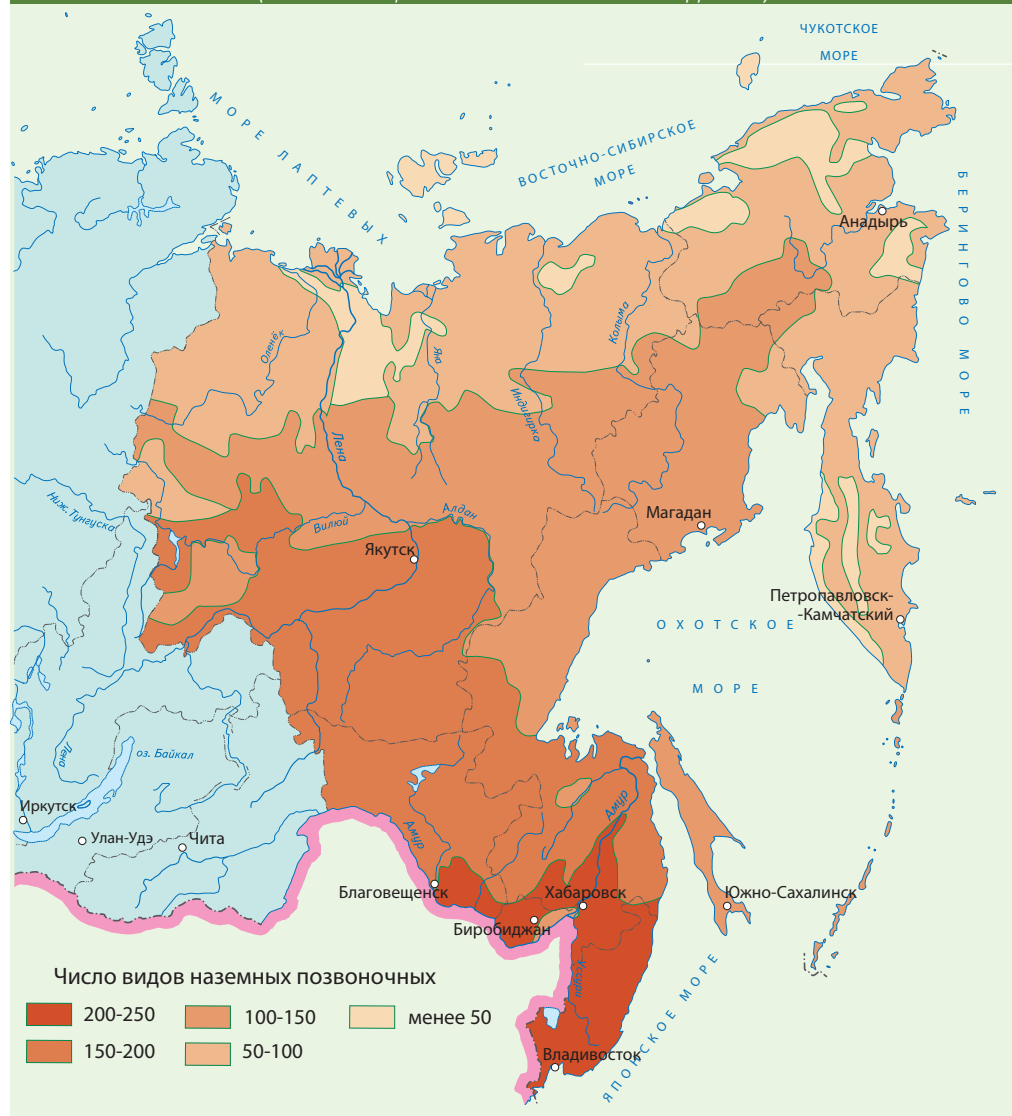 ЧУКОТСКОЕ
МОРЕ
МОРЕ ЛАПТЕВЫХ
ВОСТОЧНО-СИБИРСКОЕ
МОРЕ
БЕРИНГОВО МОРЕ
Анадырь
Оленёк
Яна
Колыма
Индигирка
Лена
Ниж. Тунгуска
Вилюй
Алдан
Якутск
Магадан
Петропавловск-
-Камчатский
ОХОТСКОЕ
МОРЕ
Лена
оз. Байкал
Иркутск
Улан-Удэ
Чита
Амур
Амур
Благовещенск
Хабаровск
Биробиджан
Южно-Сахалинск
Уссури
Владивосток
ЯПОНСКОЕ МОРЕ
Число видов наземных позвоночных
200-250
100-150
менее 50
150-200
50-100